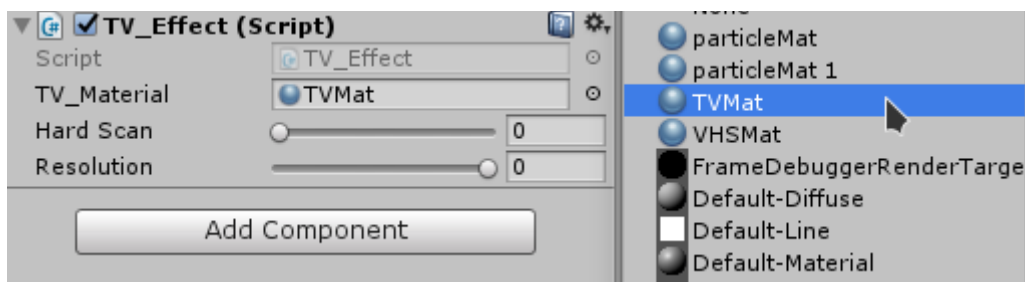 TV_Effect (Script)
Script TV_Effect
TV_Material TVMat
Hard Scan 0
Resolution 0
Add Component
None
particleMat
particleMat 1
TVMat
VHSMat
FrameDebuggerRenderTarge
Default-Diffuse
Default-Line
Default-Material